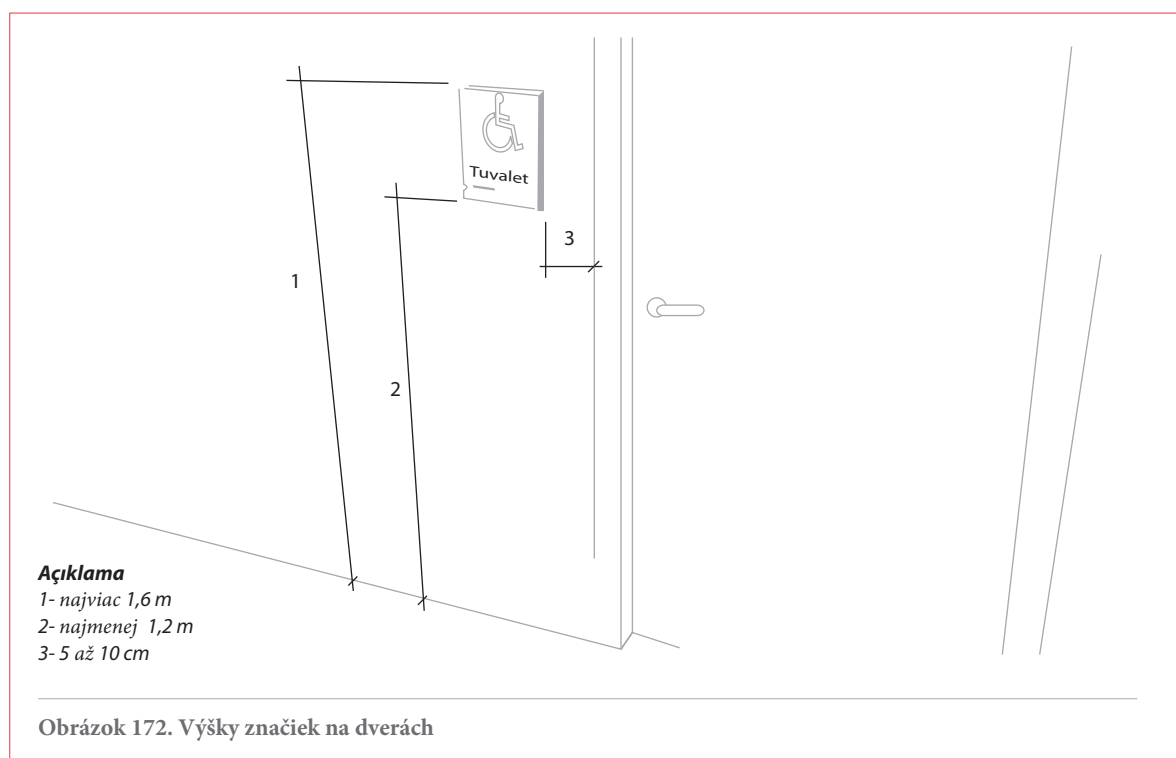 Tuvalet
3
1
2
Açıklama
1- najviac 1,6 m
2- najmenej 1,2 m
3- 5 až 10 cm
Obrázok 172. Výšky značiek na dverách